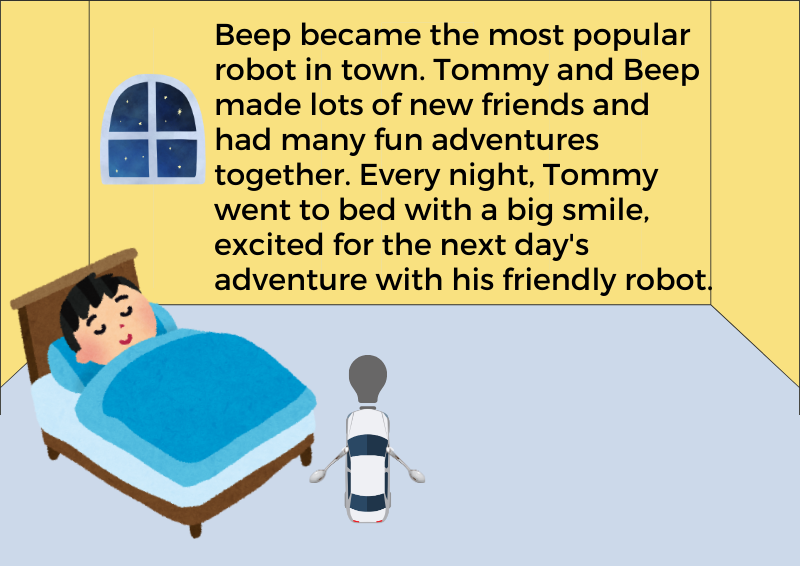 Beep became the most popular
robot in town. Tommy and Beep
made lots of new friends and
had many fun adventures
together. Every night, Tommy
went to bed with a big smile,
excited for the next day's
adventure with his friendly robot.